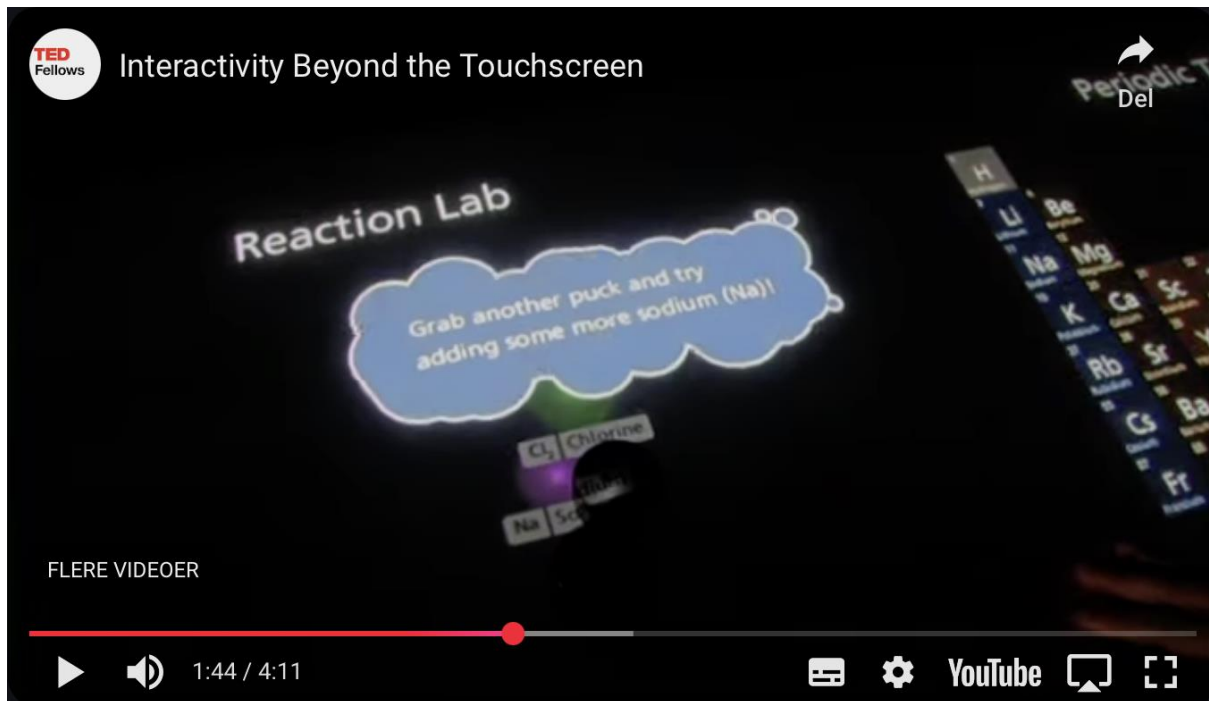 TED
Fellows
Interactivity Beyond the Touchscreen
Del
Periodic T
Reaction Lab
Grab another puck and try
adding some more sodium (Na)!
Cl2 Chlorine
Na
H
Li
Be
Na
Mg
K
Ca
Sc
Rb
Sr
Y
Cs
Ba
Fr
FLERE VIDEOER
1:44 / 4:11
YouTube